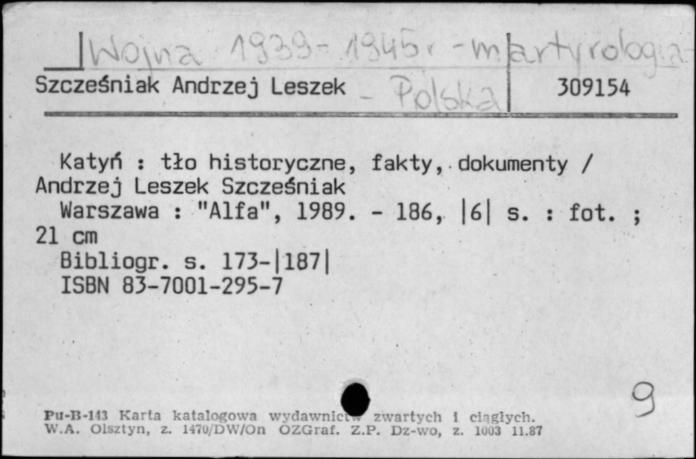 Wojna 1939-1945 r. - martyrologia
- Polska
Szcześniak Andrzej Leszek
309154
Katyń : tło historyczne, fakty, dokumenty /
Andrzej Leszek Szcześniak
Warszawa : "Alfa", 1989. - 186, |6| s. : fot. ;
21 cm
Bibliogr. s. 173-|187|
ISBN 83-7001-295-7
9
Pu-B-143 Karta katalogowa wydawnictw zwartych i ciągłych.
W.A. Olsztyn, z. 1470/DW/On OZGraf. Z.P. Dz-wo, z. 1003 11.87